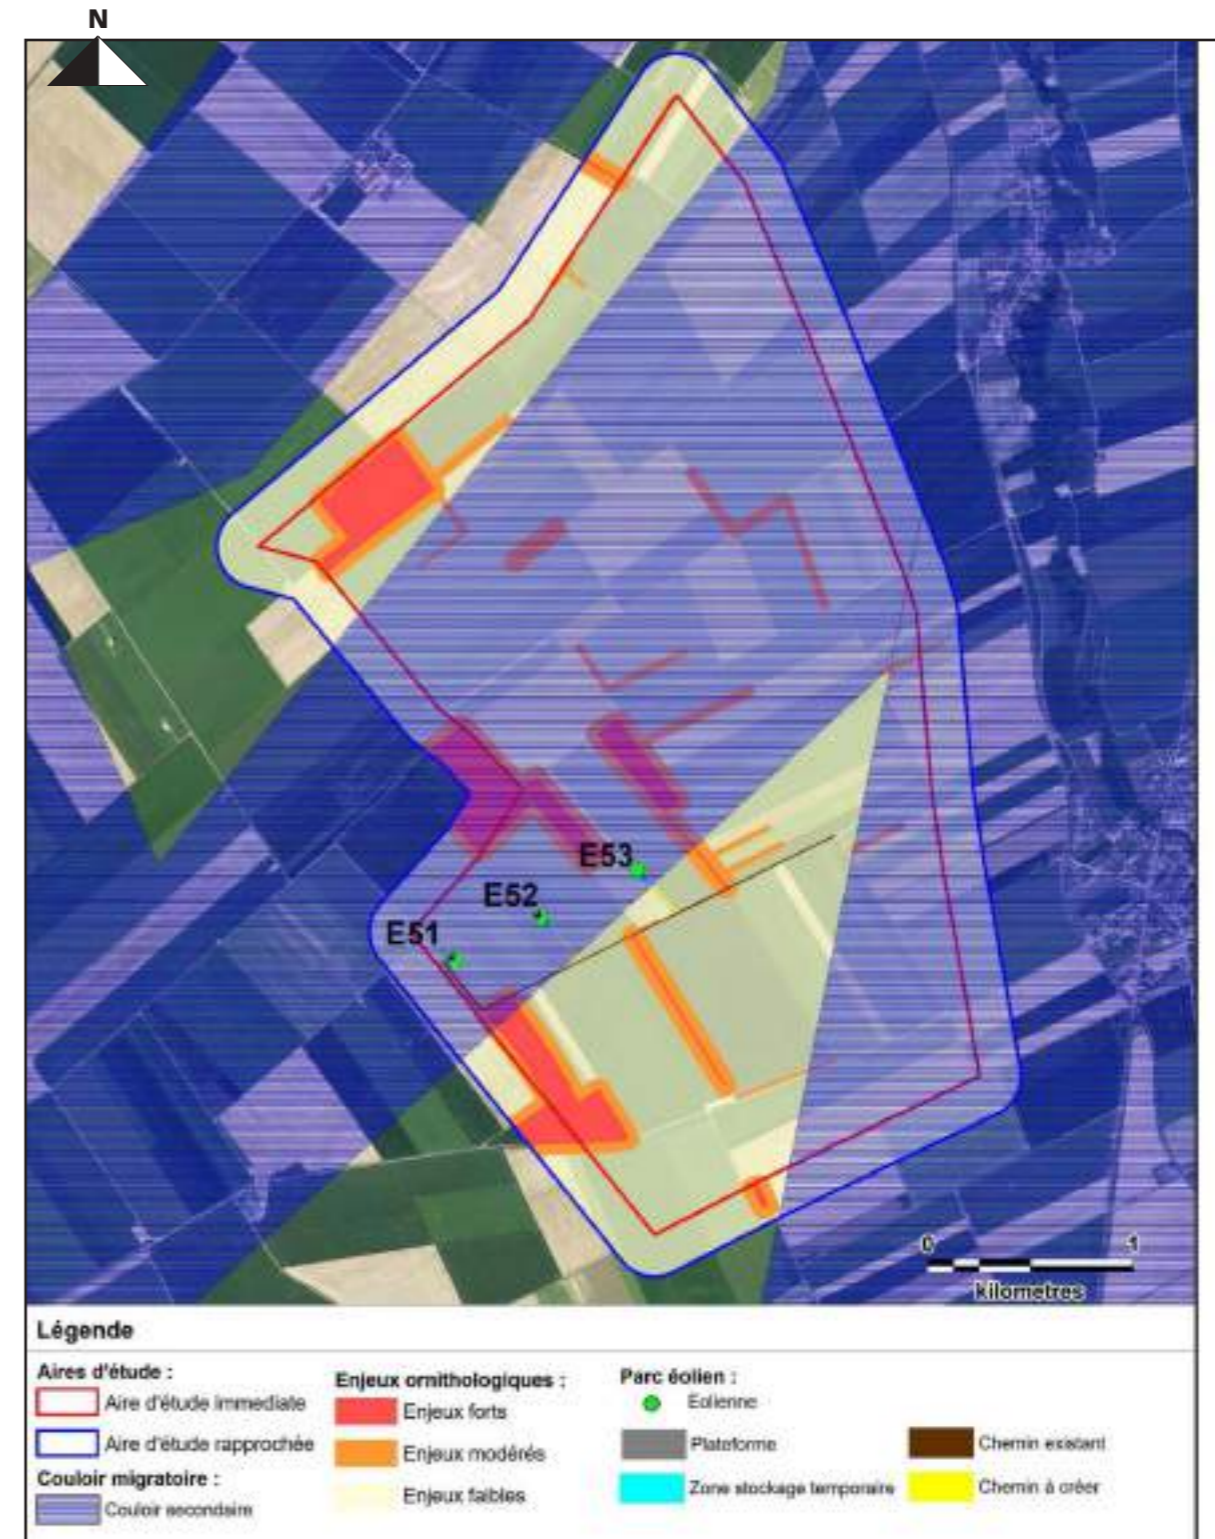 N
E53
E52
E51
0 1
kilometres
Légende
Aires d'étude :
Aire d'étude immediate
Aire d'étude rapprochée
Couloir migratoire :
Couloir secondaire
Enjeux ornithologiques :
Enjeux forts
Enjeux modérés
Enjeux faibles
Parc éolien :
Eolienne
Plateforme
Zone stockage temporaire
Chemin existant
Chemin à créer